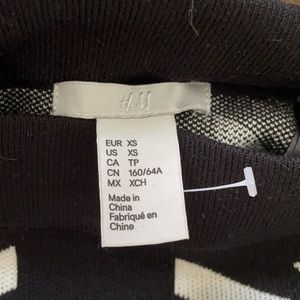 H&M
EUR XS
US XS
CA TP
CN 160/64A
MX XCH
Made in
China
Fabriqué en
Chine